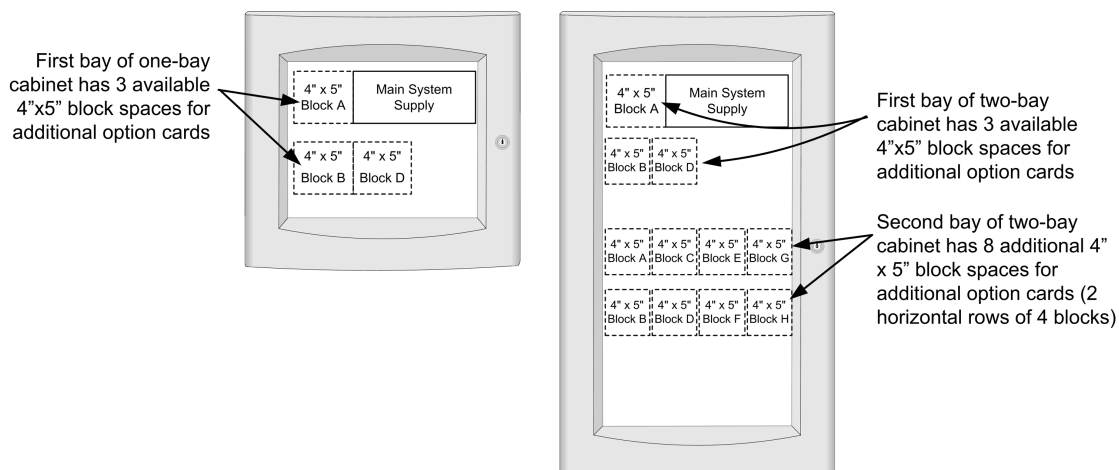 First bay of one-bay
cabinet has 3 available
4”x5” block spaces for
additional option cards
4" x 5"
Block A
Main System
Supply
4" x 5"
Block B
4" x 5"
Block D
4" x 5"
Block A
Main System
Supply
4" x 5"
Block B
4" x 5"
Block D
4" x 5"
Block A
4" x 5"
Block C
4" x 5"
Block E
4" x 5"
Block G
4" x 5"
Block B
4" x 5"
Block D
4" x 5"
Block F
4" x 5"
Block H
First bay of two-bay
cabinet has 3 available
4”x5” block spaces for
additional option cards
Second bay of two-bay
cabinet has 8 additional 4”
x 5” block spaces for
additional option cards (2
horizontal rows of 4 blocks)